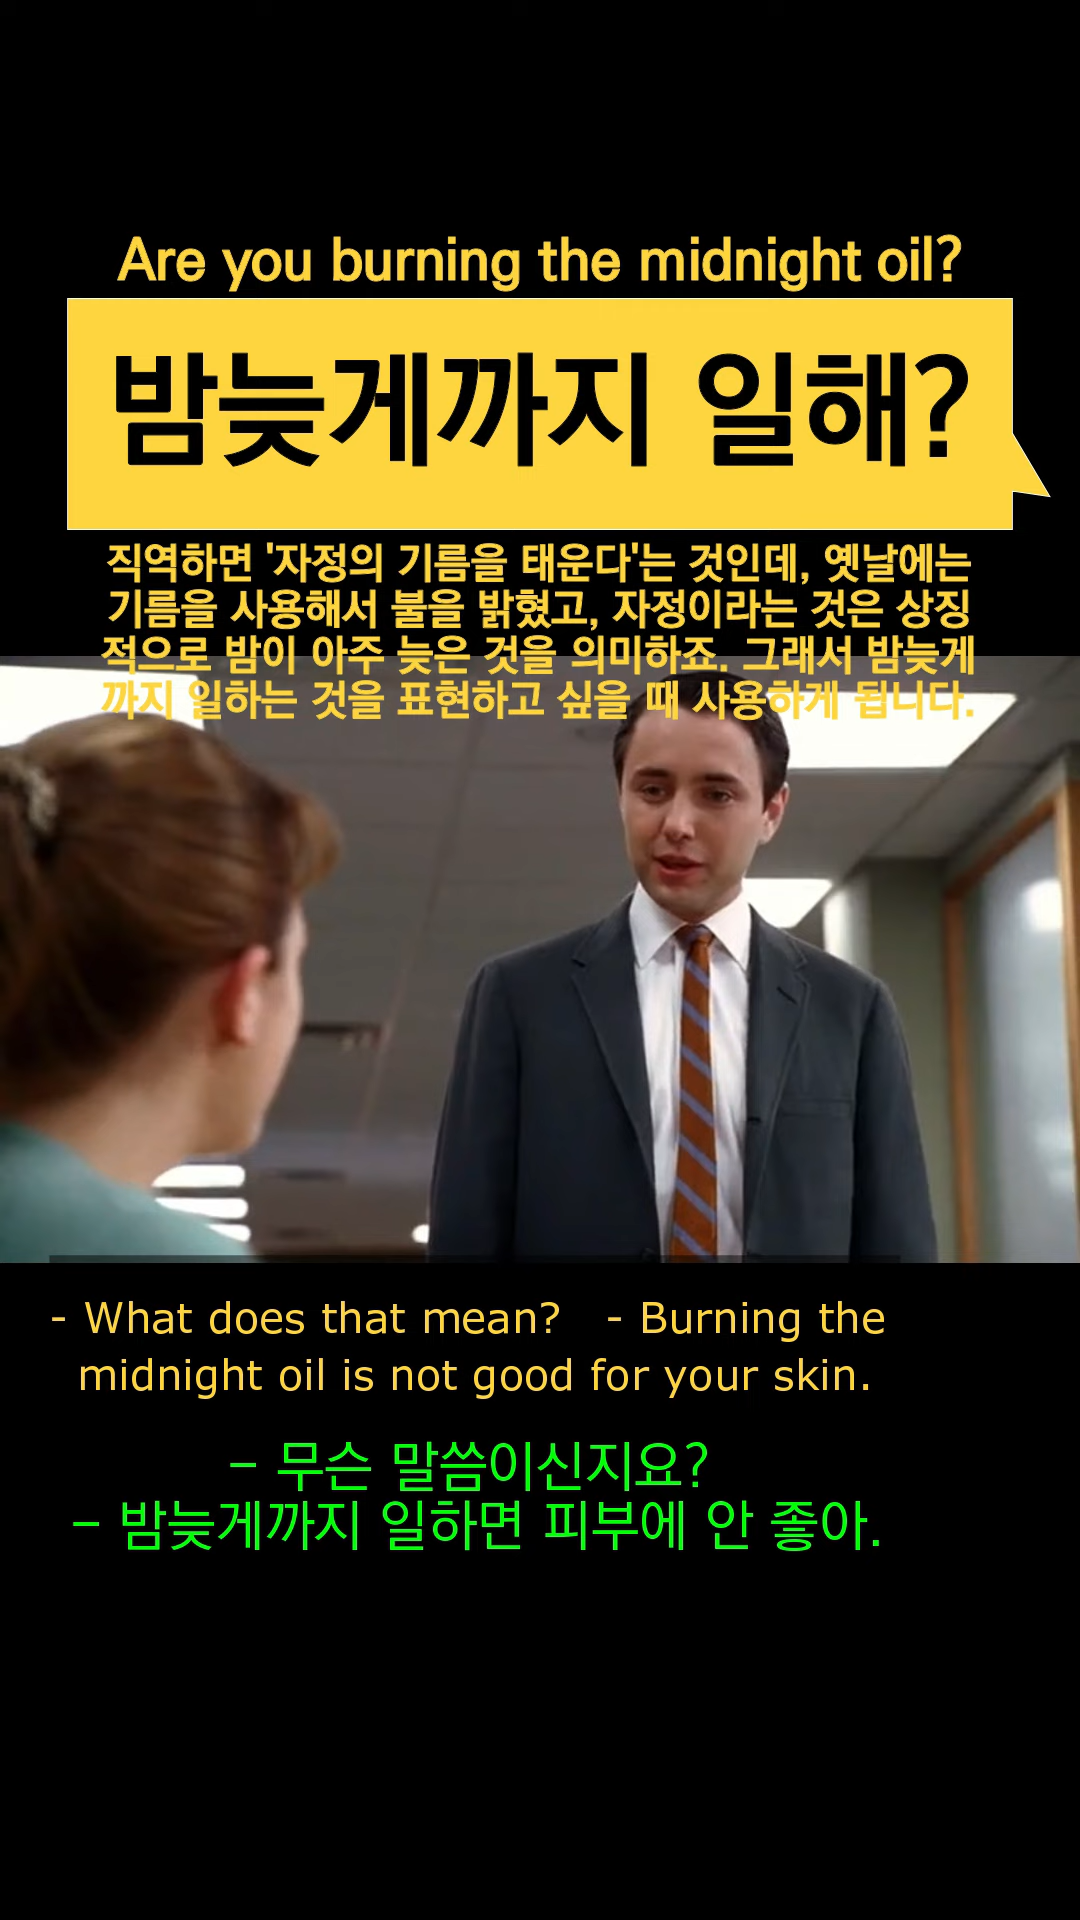 Are you burning the midnight oil?
밤늦게까지 일해?
직역하면 '자정의 기름을 태운다'는 것인데, 옛날에는
기름을 사용해서 불을 밝혔고, 자정이라는 것은 상징
적으로 밤이 아주 늦은 것을 의미하죠. 그래서 밤늦게
까지 일하는 것을 표현하고 싶을 때 사용하게 됩니다.
- What does that mean? - Burning the
midnight oil is not good for your skin.
- 무슨 말씀이신지요?
- 밤늦게까지 일하면 피부에 안 좋아.